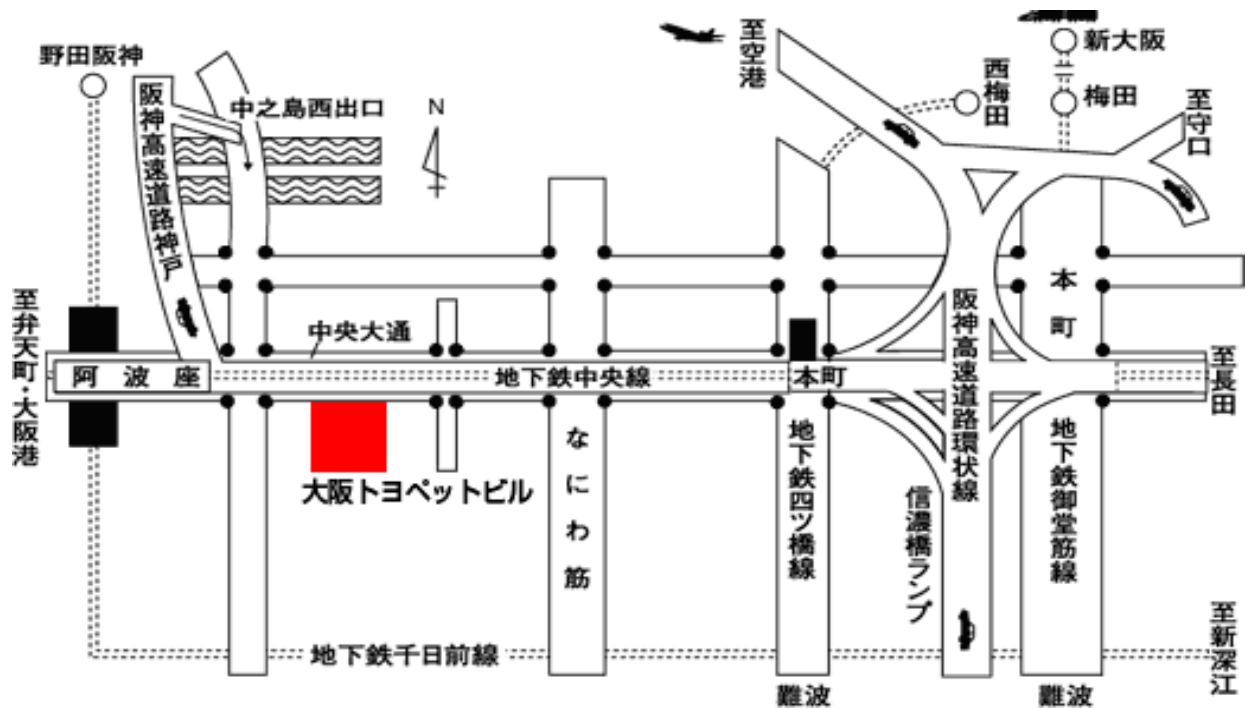 野田阪神
新大阪
至空港
西梅田
梅田
至守口
阪神高速道路神戸
中之島西出口
N
本町
至弁天町・大阪港
中央大通
阿波座
地下鉄中央線
本町
阪神高速道路環状線
至長田
大阪トヨペットビル
なにわ筋
地下鉄四ツ橋線
信濃橋ランプ
地下鉄御堂筋線
地下鉄千日前線
至新深江
難波
難波